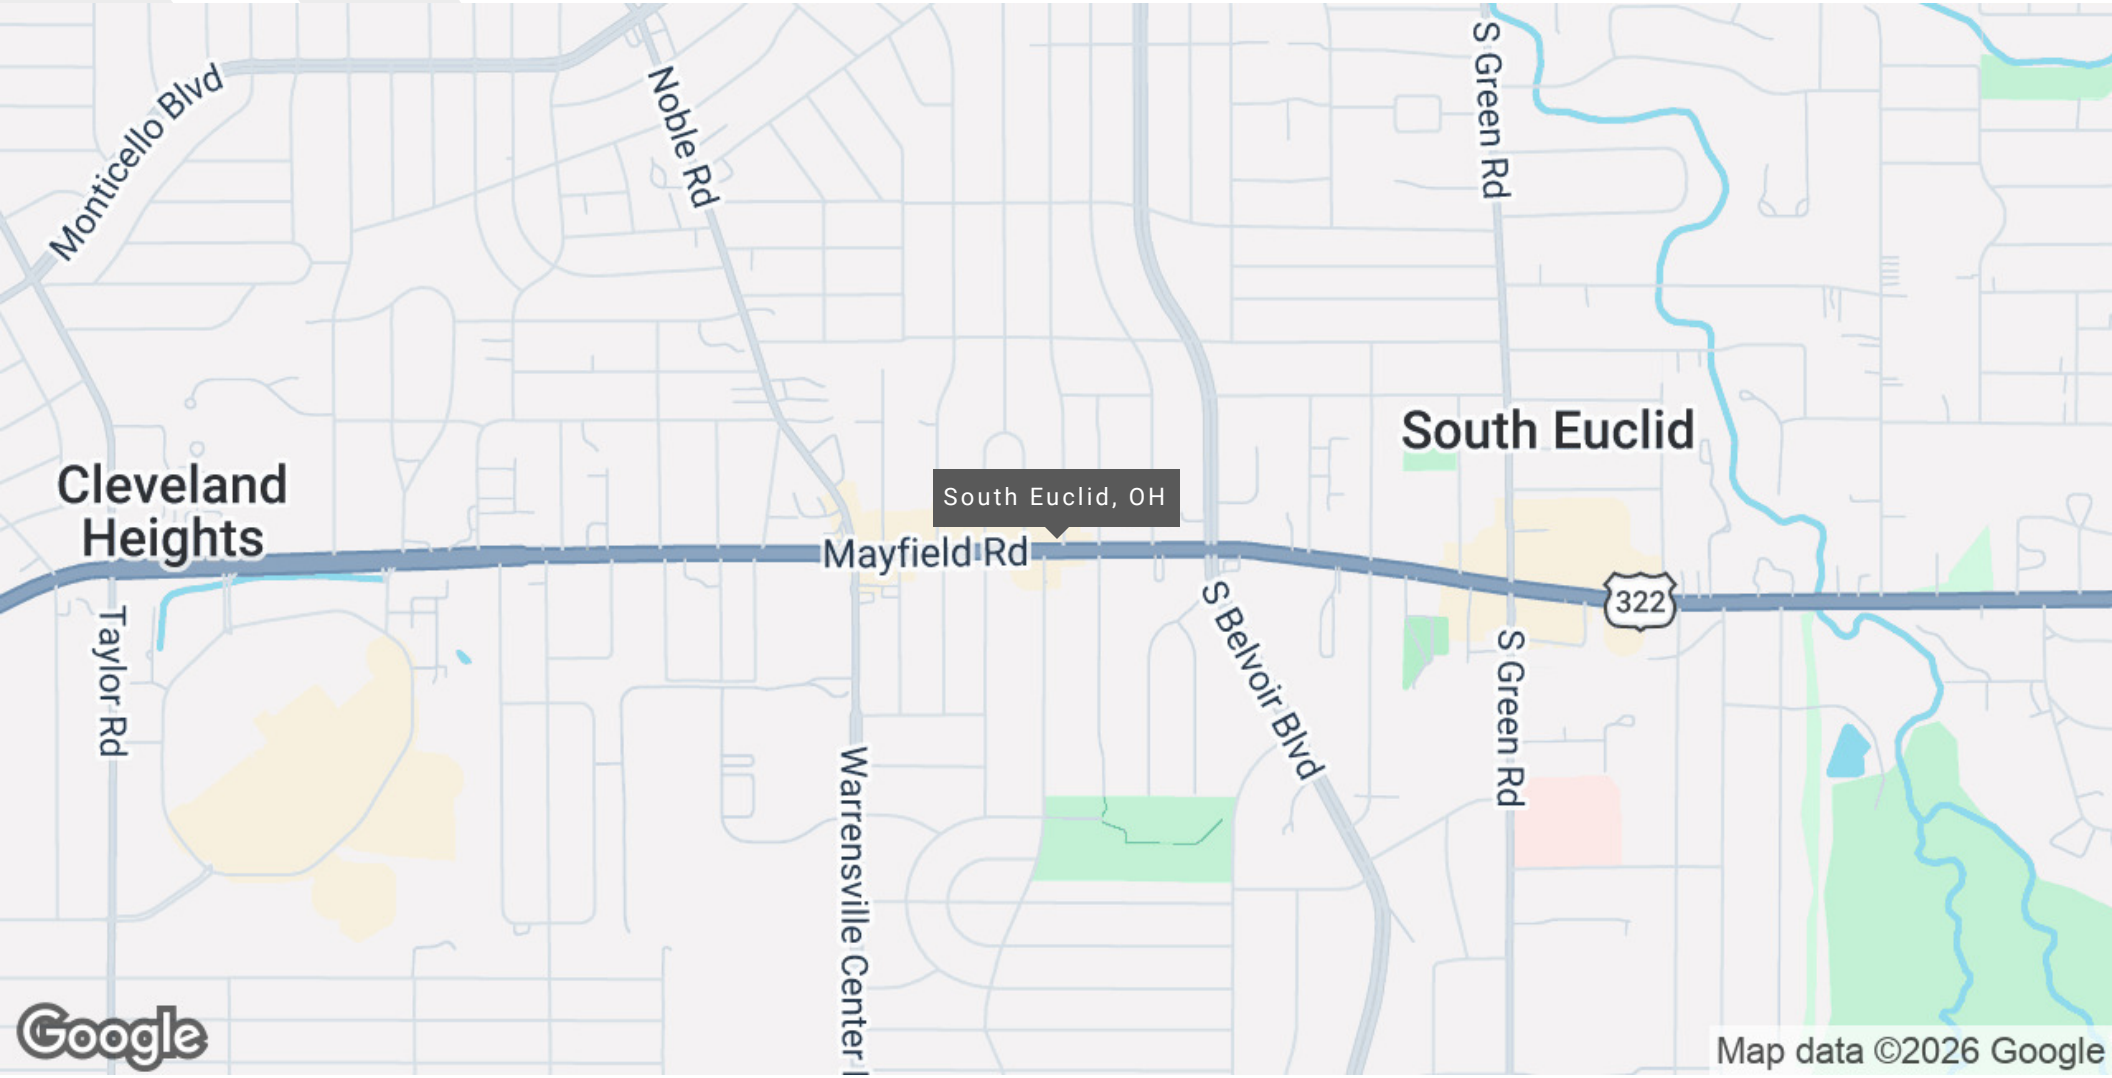 Monticello Blvd
Noble Rd
S Green Rd
South Euclid
Cleveland
Heights
South Euclid, OH
Mayfield Rd
322
Taylor Rd
S Belvoir Blvd
S Green Rd
Warrensville Center
Google
Map data ©2026 Google